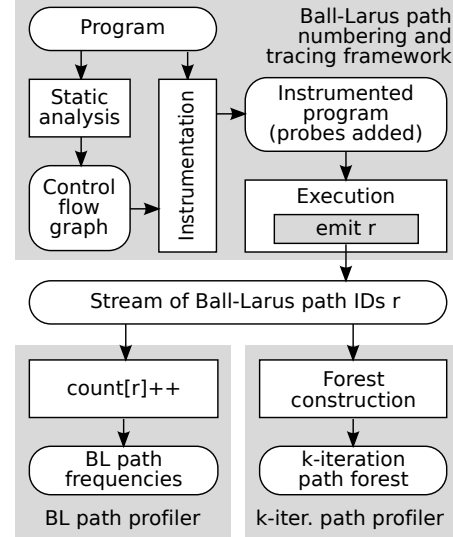 Ball-Larus path
numbering and
tracing framework
Program
Static
analysis
Control
flow
graph
Instrumentation
Instrumented
program
(probes added)
Execution
emit r
Stream of Ball-Larus path IDs r
count[r]++
BL path
frequencies
BL path profiler
Forest
construction
k-iteration
path forest
k-iter. path profiler